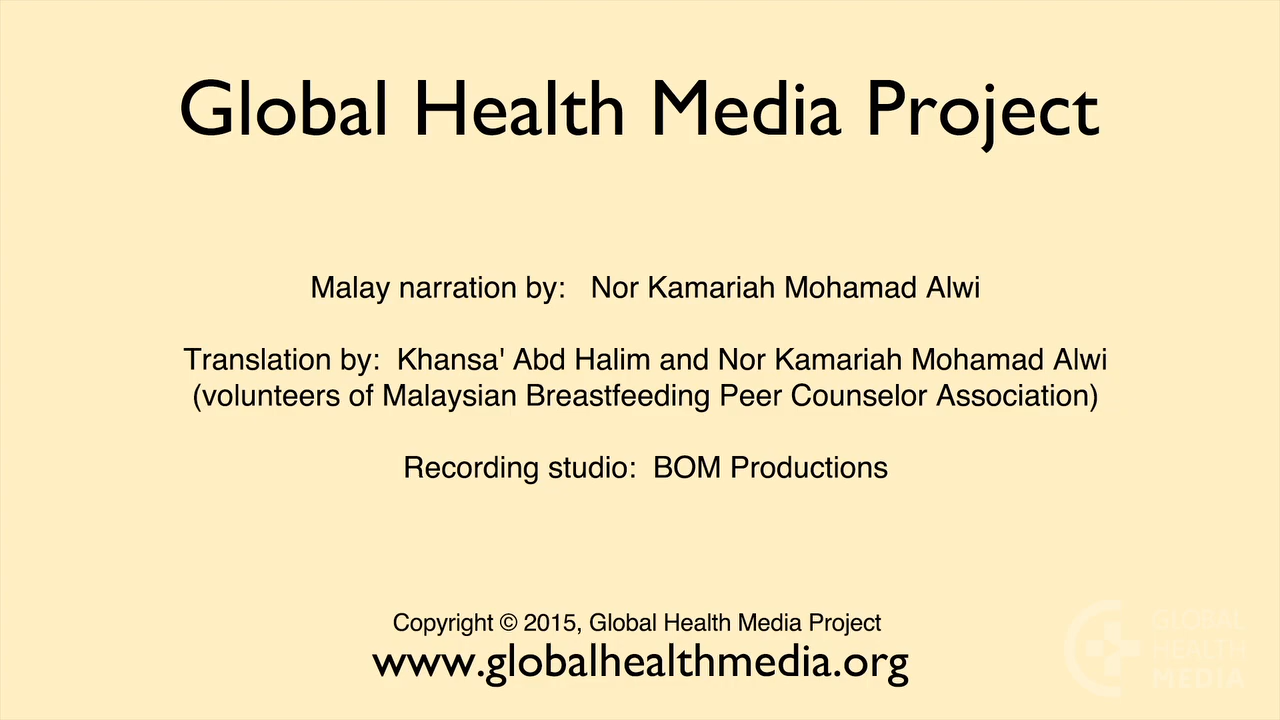 Global Health Media Project
Malay narration by: Nor Kamariah Mohamad Alwi
Translation by: Khansa' Abd Halim and Nor Kamariah Mohamad Alwi
(volunteers of Malaysian Breastfeeding Peer Counselor Association)
Recording studio: BOM Productions
Copyright © 2015, Global Health Media Project
www.globalhealthmedia.org
GLOBAL
HEALTH
MEDIA